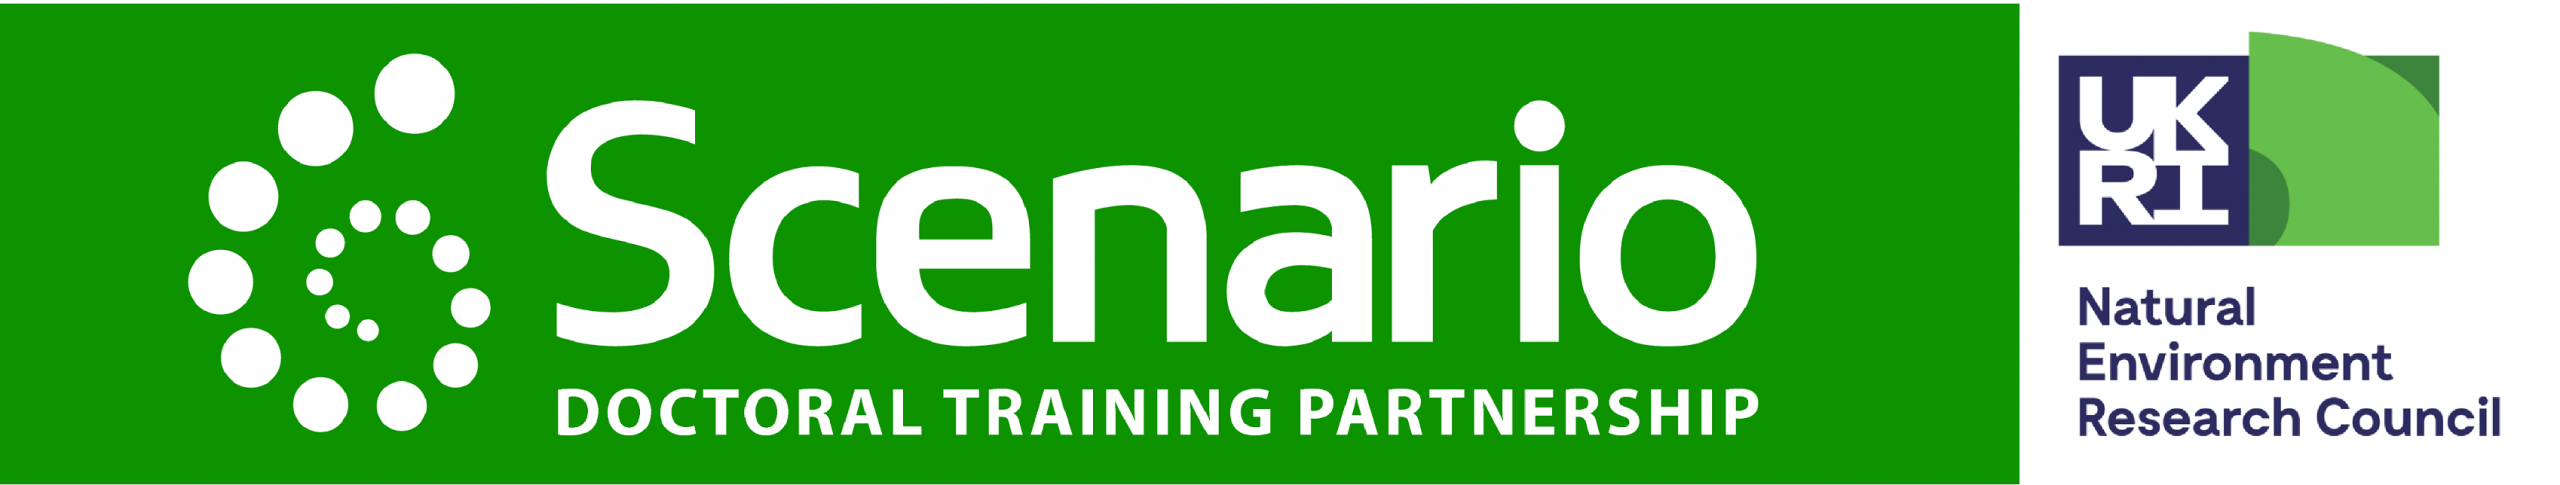 Scenario
DOCTORAL TRAINING PARTNERSHIP
UK
RI
Natural
Environment
Research Council